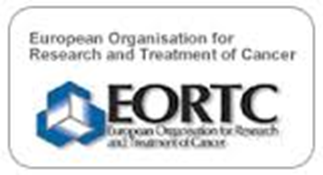 European Organisation for
Research and Treatment of Cancer
EORTC
European Organisation for Research
and Treatment of Cancer